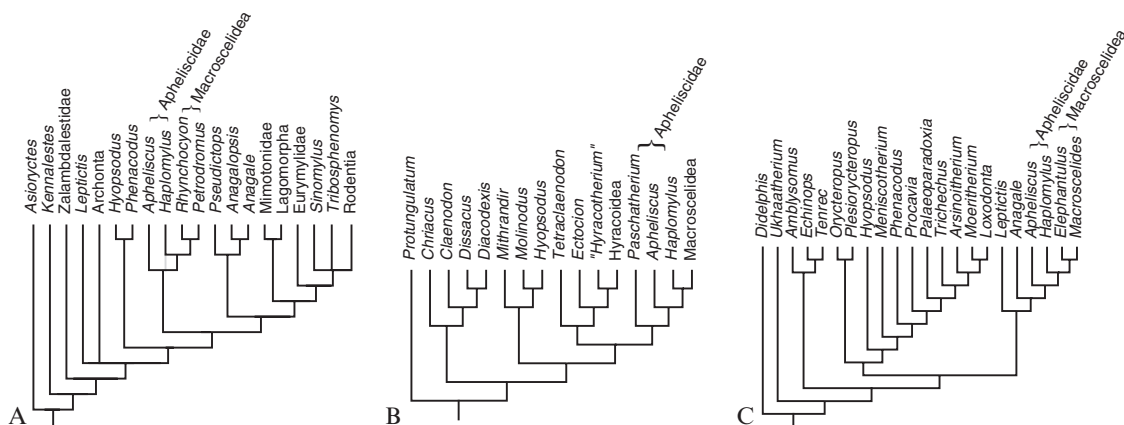 Asioryctes
Kennalestes
Zalambdalestidae
Leptictis
Archonta
Hyopsodus
Phenacodus
Apheliscus
Haplomylus
} Apheliscidae
Rhynchocyon
Petrodromus
} Macroscelidea
Pseudictops
Anagalopsis
Anagale
Mimotonidae
Lagomorpha
Eurymylidae
Sinomylus
Tribosphenomys
Rodentia
A
Protungulatum
Chriacus
Claenodon
Dissacus
Diacodexis
Mithrandir
Molinodus
Hyopsodus
Tetraclaenodon
Ectocion
"Hyracotherium"
Hyracoidea
Paschatherium
Apheliscus
Haplomylus
} Apheliscidae
Macroscelidea
B
Didelphis
Ukhaatherium
Amblysomus
Echinops
Tenrec
Orycteropus
Plesiorycteropus
Hyopsodus
Meniscotherium
Phenacodus
Procavia
Palaeoparadoxia
Trichechus
Arsinoitherium
Moeritherium
Loxodonta
Leptictis
Anagale
Apheliscus
Haplomylus
} Apheliscidae
Elephantulus
Macroscelides
} Macroscelidea
C